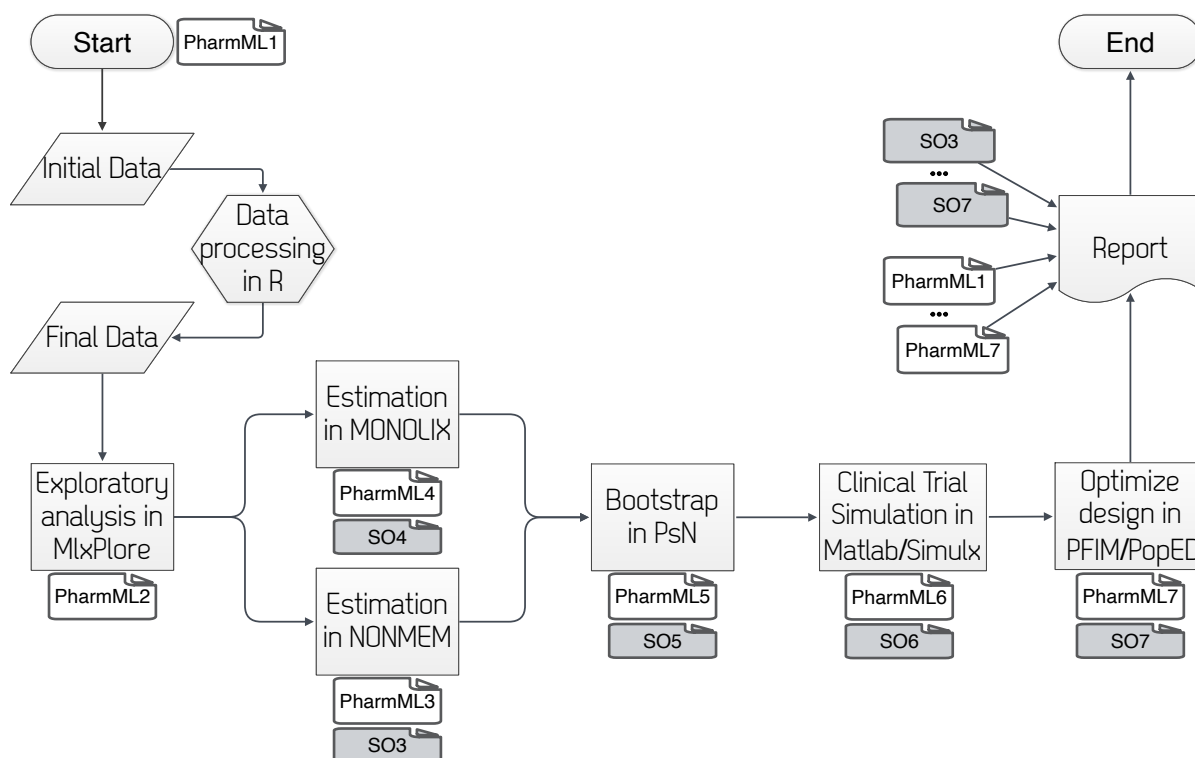 Start
PharmML1
Initial Data
Data
processing
in R
Final Data
Exploratory
analysis in
MlxPlore
PharmML2
Estimation
in MONOLIX
PharmML4
SO4
Estimation
in NONMEM
PharmML3
SO3
Bootstrap
in PsN
PharmML5
SO5
Clinical Trial
Simulation in
Matlab/Simulx
PharmML6
SO6
Optimize
design in
PFIM/PopED
PharmML7
SO7
SO3
...
SO7
PharmML1
...
PharmML7
Report
End